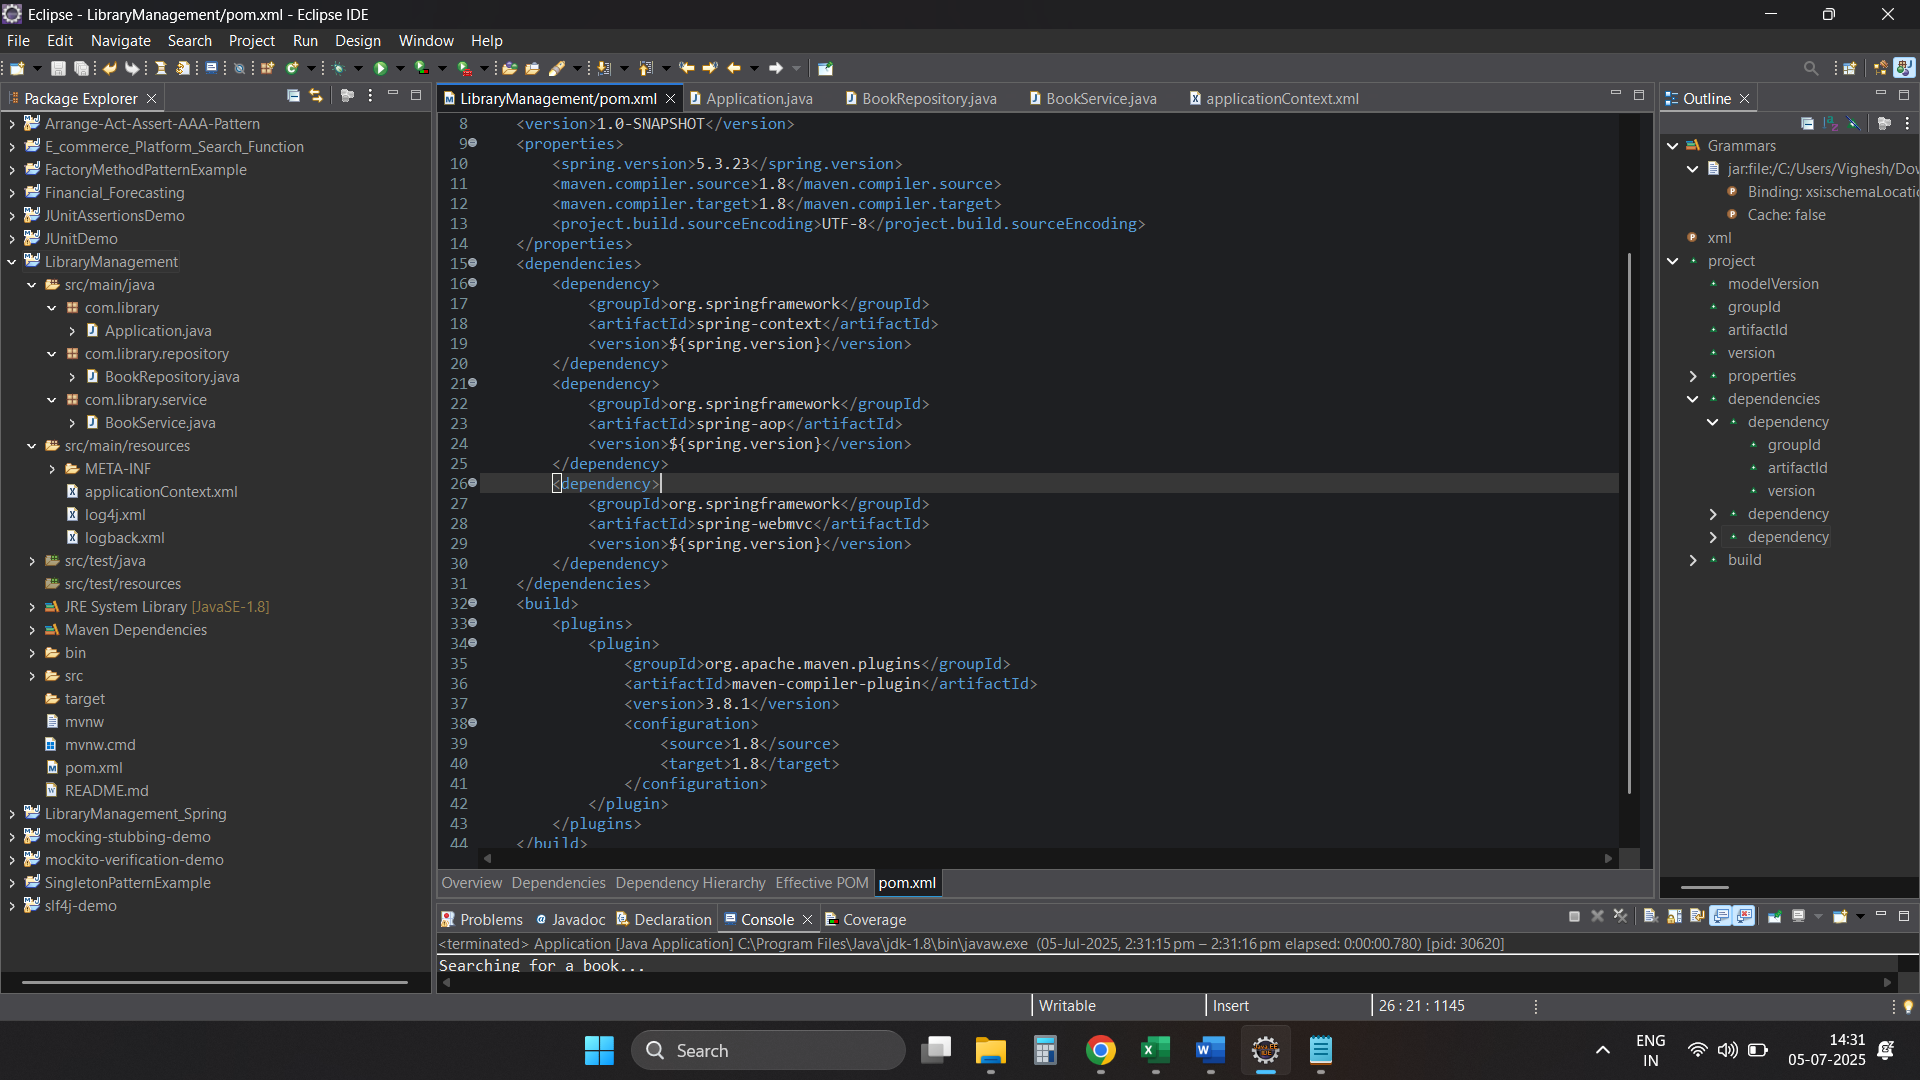 Eclipse - LibraryManagement/pom.xml - Eclipse IDE
File Edit Navigate Search Project Run Design Window Help
Package Explorer
Arrange-Act-Assert-AAA-Pattern
E_commerce_Platform_Search_Function
FactoryMethodPatternExample
Financial_Forecasting
JUnitAssertionsDemo
JUnitDemo
LibraryManagement
src/main/java
com.library
Application.java
com.library.repository
BookRepository.java
com.library.service
BookService.java
src/main/resources
META-INF
applicationContext.xml
log4j.xml
logback.xml
src/test/java
src/test/resources
JRE System Library [JavaSE-1.8]
Maven Dependencies
bin
src
target
mvnw
mvnw.cmd
pom.xml
README.md
LibraryManagement_Spring
mocking-stubbing-demo
mockito-verification-demo
SingletonPatternExample
slf4j-demo
LibraryManagement/pom.xml Application.java BookRepository.java BookService.java applicationContext.xml
8 <version>1.0-SNAPSHOT</version>
9 <properties>
10 <spring.version>5.3.23</spring.version>
11 <maven.compiler.source>1.8</maven.compiler.source>
12 <maven.compiler.target>1.8</maven.compiler.target>
13 <project.build.sourceEncoding>UTF-8</project.build.sourceEncoding>
14 </properties>
15 <dependencies>
16 <dependency>
17 <groupId>org.springframework</groupId>
18 <artifactId>spring-context</artifactId>
19 <version>${spring.version}</version>
20 </dependency>
21 <dependency>
22 <groupId>org.springframework</groupId>
23 <artifactId>spring-aop</artifactId>
24 <version>${spring.version}</version>
25 </dependency>
26 <dependency>
27 <groupId>org.springframework</groupId>
28 <artifactId>spring-webmvc</artifactId>
29 <version>${spring.version}</version>
30 </dependency>
31 </dependencies>
32 <build>
33 <plugins>
34 <plugin>
35 <groupId>org.apache.maven.plugins</groupId>
36 <artifactId>maven-compiler-plugin</artifactId>
37 <version>3.8.1</version>
38 <configuration>
39 <source>1.8</source>
40 <target>1.8</target>
41 </configuration>
42 </plugin>
43 </plugins>
44 </build>
Overview Dependencies Dependency Hierarchy Effective POM pom.xml
Outline
Grammars
jar:file:/C:/Users/Vighesh/Dov
Binding: xsi:schemaLocatio
Cache: false
xml
project
modelVersion
groupId
artifactId
version
properties
dependencies
dependency
groupId
artifactId
version
dependency
dependency
build
Problems Javadoc Declaration Console Coverage
<terminated> Application [Java Application] C:\Program Files\Java\jdk-1.8\bin\javaw.exe (05-Jul-2025, 2:31:15 pm – 2:31:16 pm elapsed: 0:00:00.780) [pid: 30620]
Searching for a book...
Writable Insert 26 : 21 : 1145
Search
ENG
IN
14:31
05-07-2025